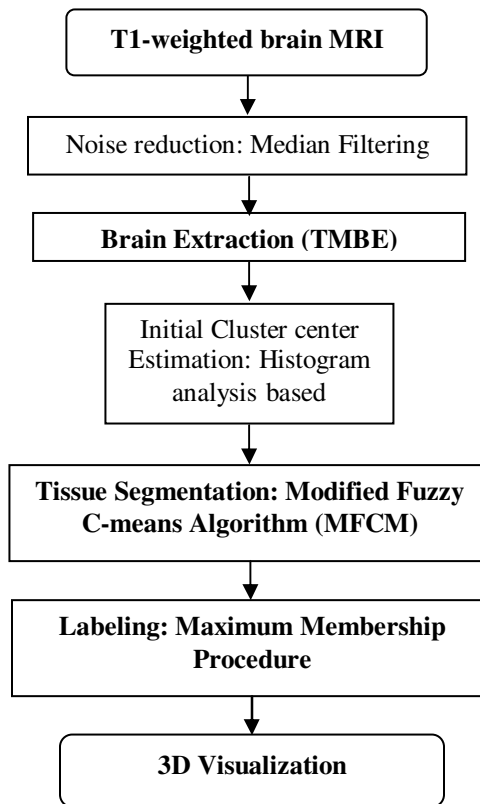 T1-weighted brain MRI
Noise reduction: Median Filtering
Brain Extraction (TMBE)
Initial Cluster center
Estimation: Histogram
analysis based
Tissue Segmentation: Modified Fuzzy
C-means Algorithm (MFCM)
Labeling: Maximum Membership
Procedure
3D Visualization